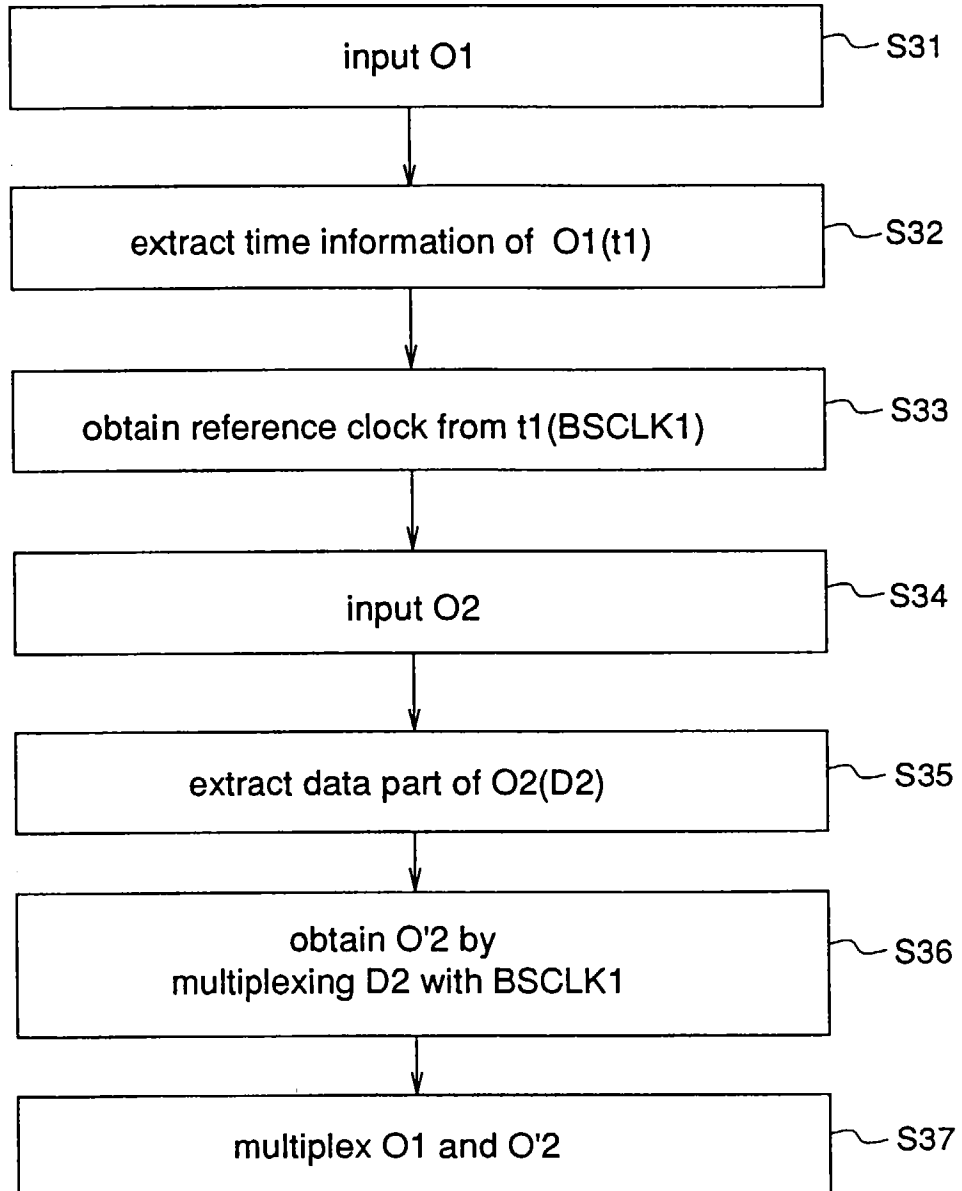 input O1
S31
extract time information of O1(t1)
S32
obtain reference clock from t1(BSCLK1)
S33
input O2
S34
extract data part of O2(D2)
S35
obtain O'2 by
multiplexing D2 with BSCLK1
S36
multiplex O1 and O'2
S37